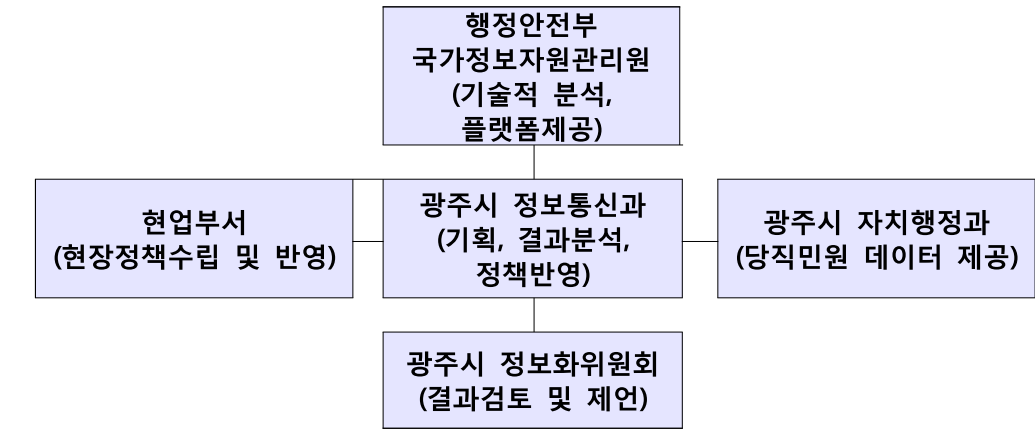 행정안전부
국가정보자원관리원
(기술적 분석,
플랫폼제공)
현업부서
(현장정책수립 및 반영)
광주시 정보통신과
(기획, 결과분석,
정책반영)
광주시 자치행정과
(당직민원 데이터 제공)
광주시 정보화위원회
(결과검토 및 제언)